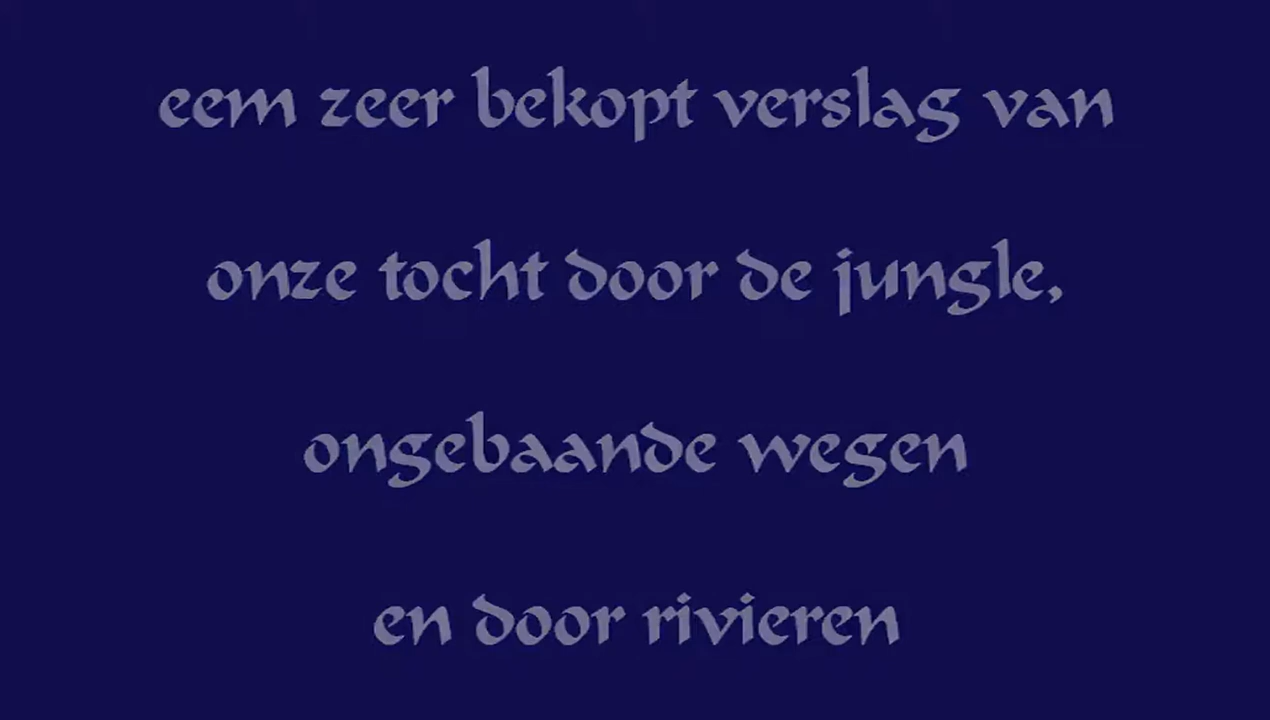 eem zeer bekopt verslag van
onze tocht door de jungle,
ongebaande wegen
en door rivieren